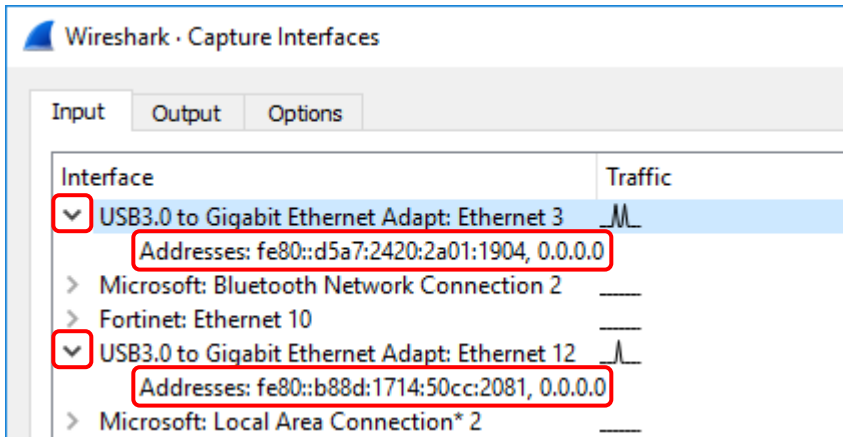 Wireshark · Capture Interfaces
Input Output Options
Interface Traffic
USB3.0 to Gigabit Ethernet Adapt: Ethernet 3
Addresses: fe80::d5a7:2420:2a01:1904, 0.0.0.0
Microsoft: Bluetooth Network Connection 2
Fortinet: Ethernet 10
USB3.0 to Gigabit Ethernet Adapt: Ethernet 12
Addresses: fe80::b88d:1714:50cc:2081, 0.0.0.0
Microsoft: Local Area Connection* 2